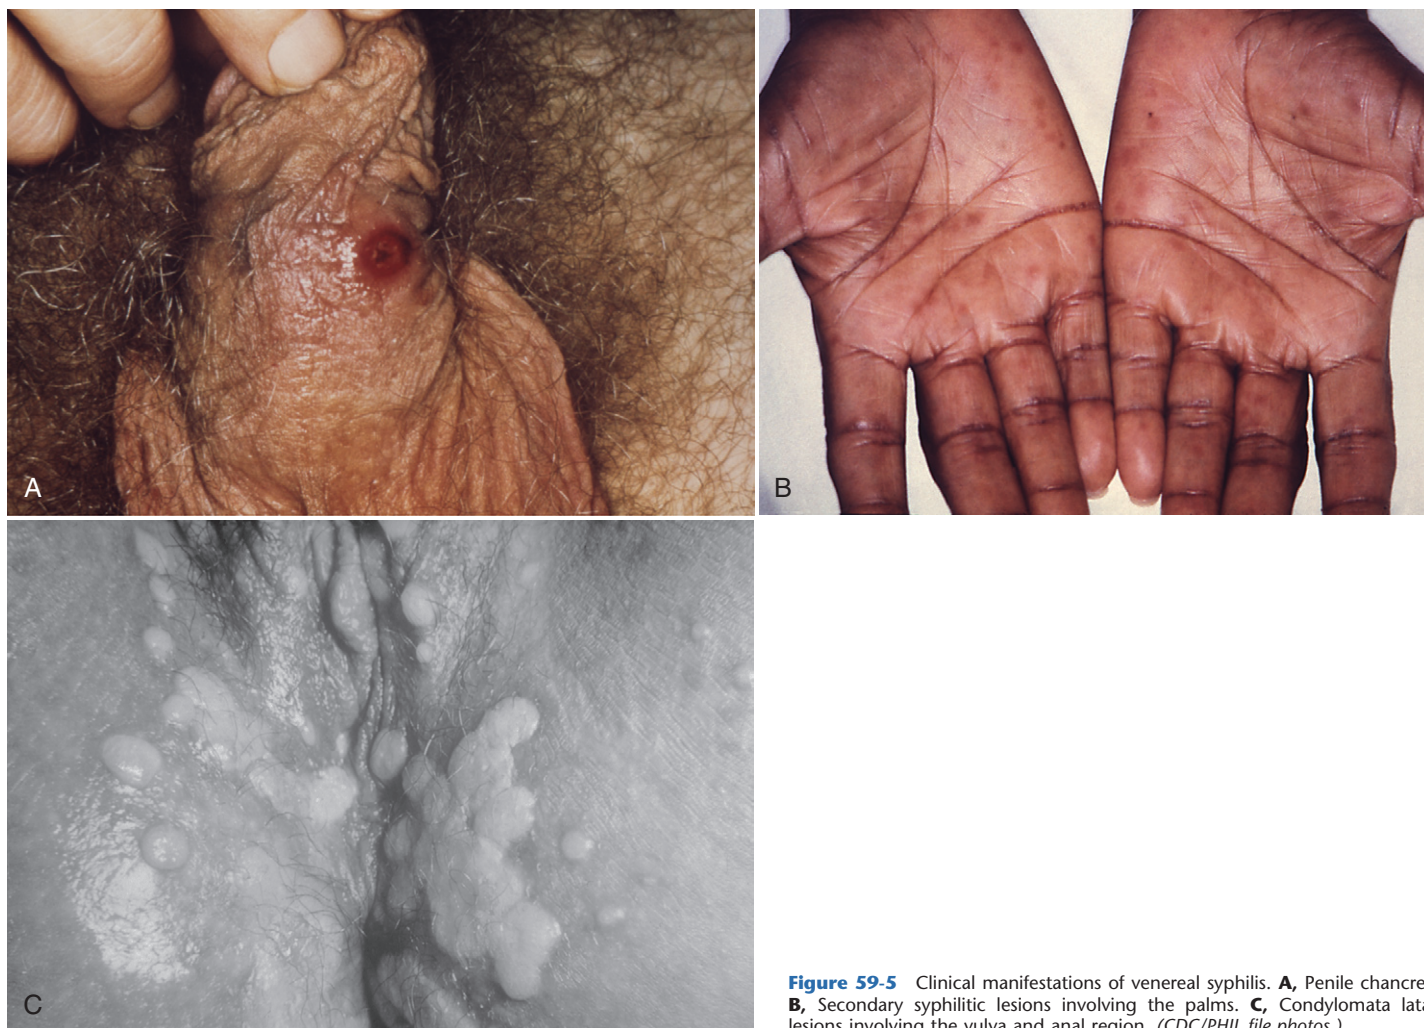 A
B
C
Figure 59-5 Clinical manifestations of venereal syphilis. A, Penile chancre
B, Secondary syphilitic lesions involving the palms. C, Condylomata lata
lesions involving the vulva and anal region. (CDC/PHIL file photos.)